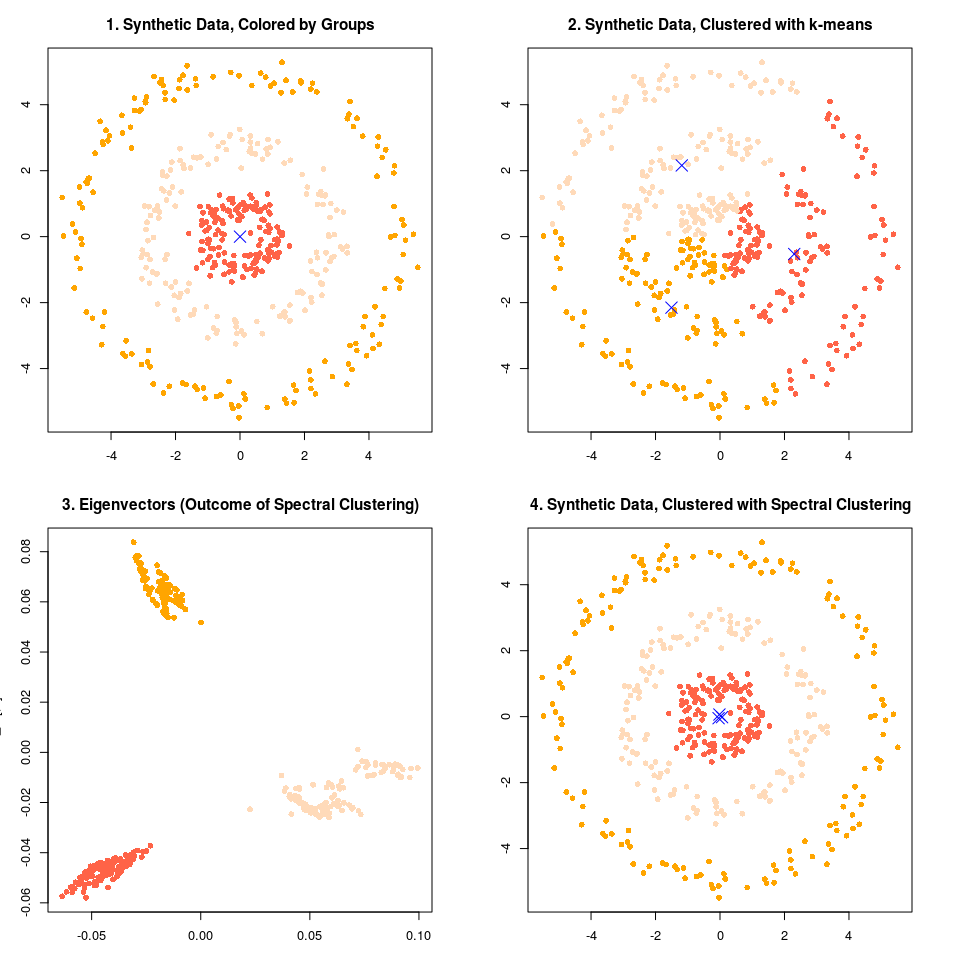 1. Synthetic Data, Colored by Groups
4
2
0
-2
-4
-4 -2 0 2 4
2. Synthetic Data, Clustered with k-means
4
2
0
-2
-4
-4 -2 0 2 4
3. Eigenvectors (Outcome of Spectral Clustering)
0.08
0.06
0.04
0.02
0.00
-0.02
-0.04
-0.06
-0.05 0.00 0.05 0.10
4. Synthetic Data, Clustered with Spectral Clustering
4
2
0
-2
-4
-4 -2 0 2 4